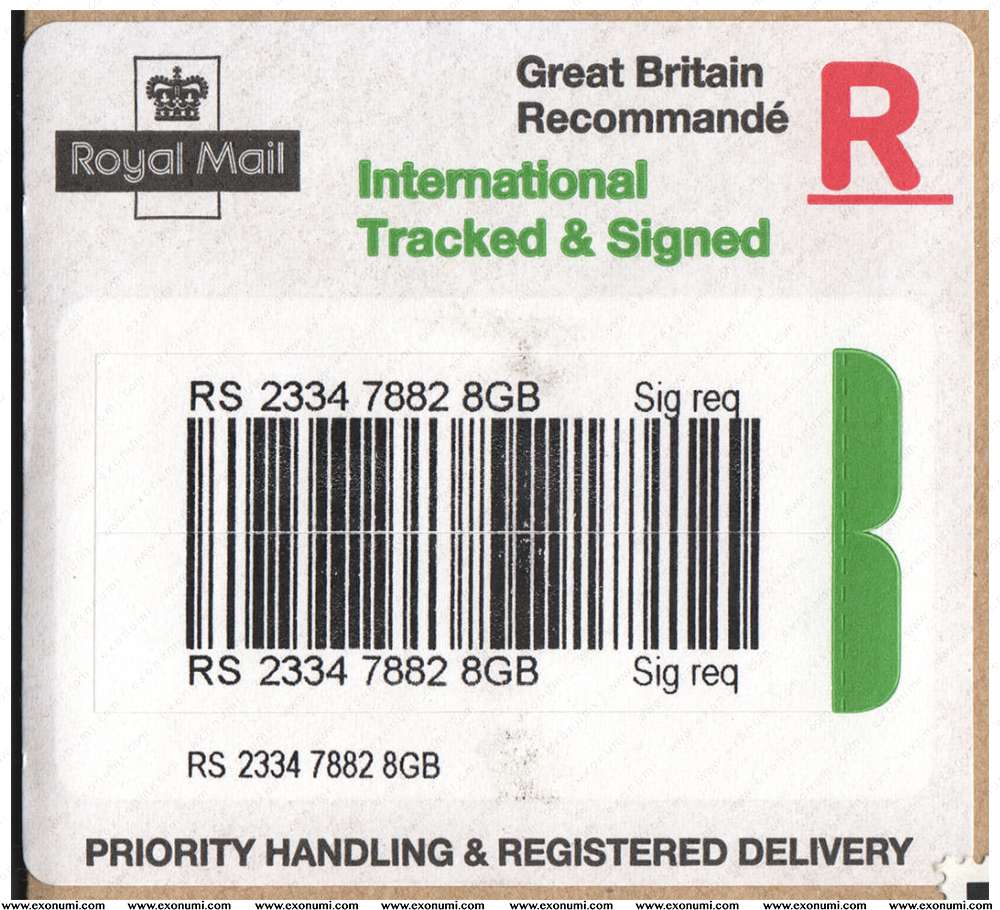 Great Britain
Recommandé
R
Royal Mail
International
Tracked & Signed
RS 2334 7882 8GB Sig req
RS 2334 7882 8GB Sig req
RS 2334 7882 8GB
PRIORITY HANDLING & REGISTERED DELIVERY
www.exonumi.com www.exonumi.com www.exonumi.com www.exonumi.com www.exonumi.com www.exonumi.com www.exonumi.com www.exonumi.com